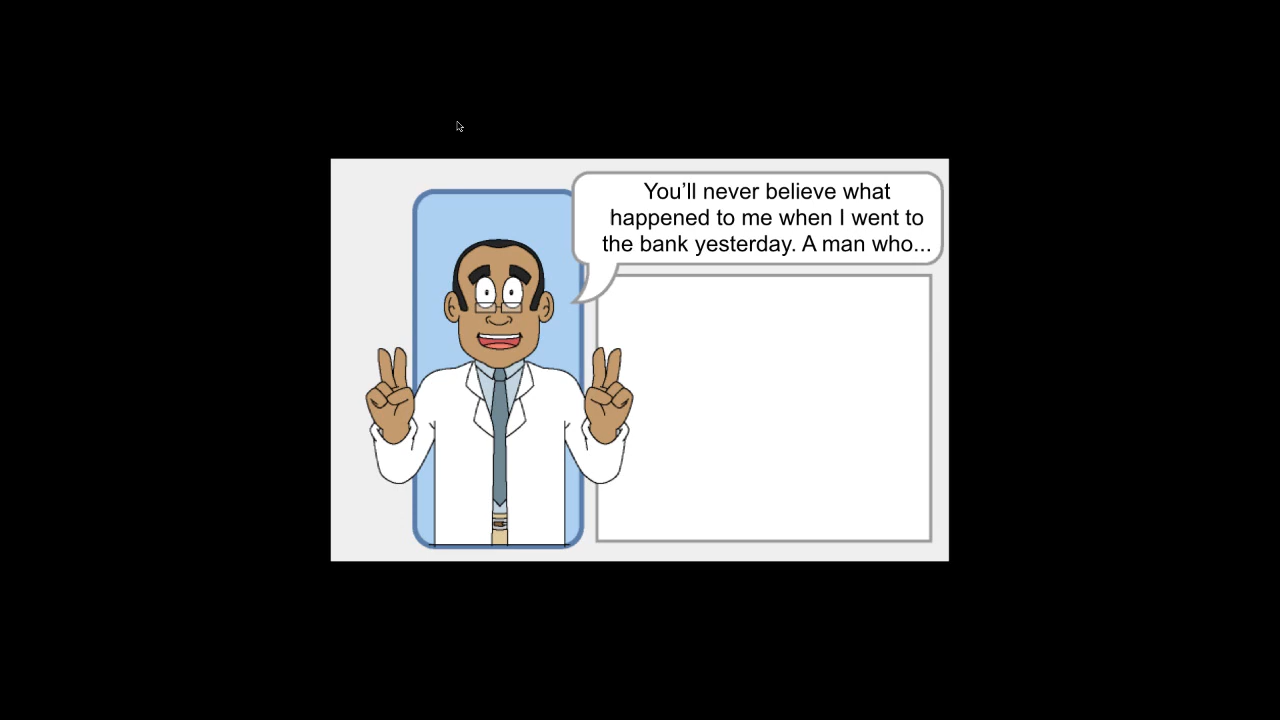 You’ll never believe what
happened to me when I went to
the bank yesterday. A man who...